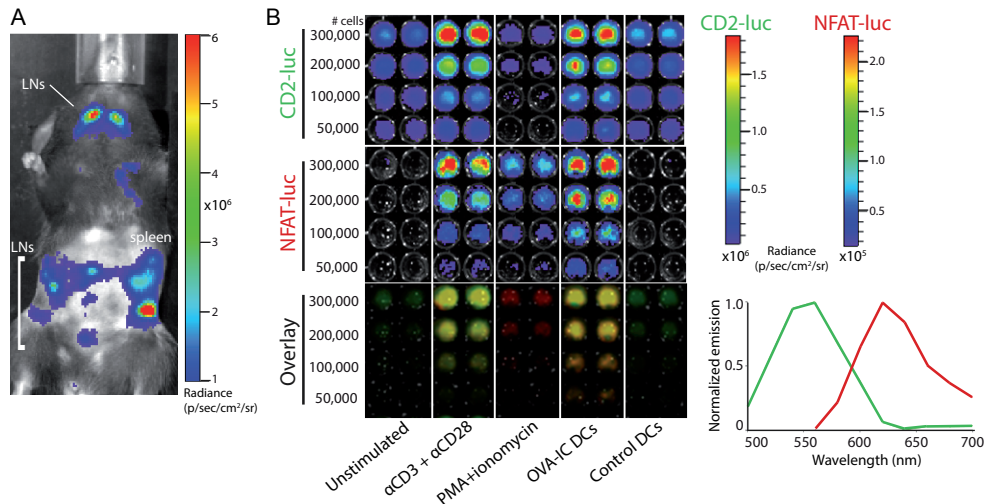 A
LNs
LNs
spleen
6
5
4
x10⁶
3
2
1
Radiance
(p/sec/cm²/sr)
B
# cells
CD2-luc
300,000
200,000
100,000
50,000
NFAT-luc
300,000
200,000
100,000
50,000
Overlay
300,000
200,000
100,000
50,000
Unstimulated
αCD3 + αCD28
PMA+ionomycin
OVA-IC DCs
Control DCs
CD2-luc
NFAT-luc
1.5
1.0
0.5
x10⁶
2.0
1.5
1.0
0.5
x10⁵
Radiance
(p/sec/cm²/sr)
Normalized emission
1.0
0.5
0
500
550
600
650
700
Wavelength (nm)